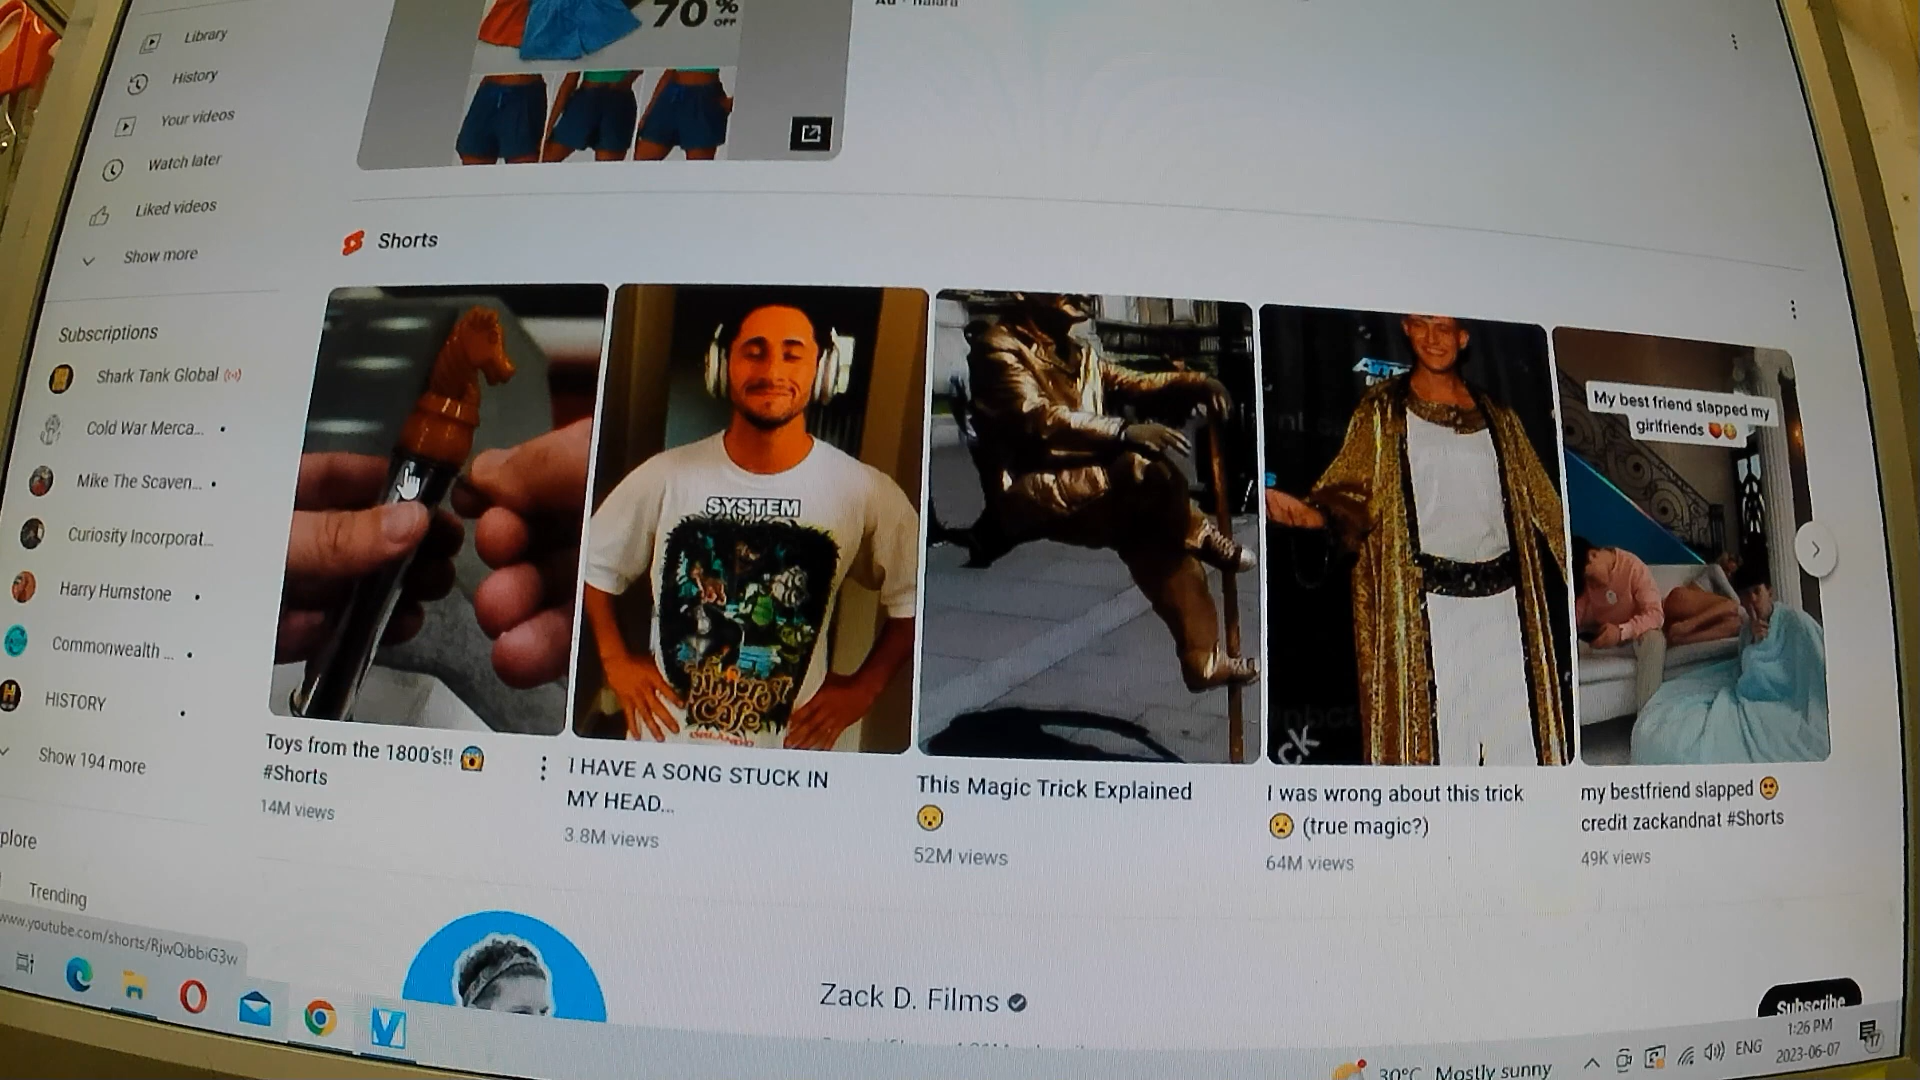 70 % OFF
Library
History
Your videos
Watch later
Liked videos
Show more
Subscriptions
Shark Tank Global
Cold War Merca...
Mike The Scaven...
Curiosity Incorporat...
Harry Humstone
Commonwealth ...
HISTORY
Show 194 more
plore
Trending
www.youtube.com/shorts/RjwQibbiG3w
Shorts
SYSTEM
My best friend slapped my
girlfriends
Toys from the 1800's!! 😱
#Shorts
14M views
I HAVE A SONG STUCK IN
MY HEAD...
3.8M views
This Magic Trick Explained
😮
52M views
I was wrong about this trick
😧 (true magic?)
64M views
my bestfriend slapped 🥺
credit zackandnat #Shorts
49K views
Zack D. Films
Subscribe
30°C Mostly sunny
ENG
1:26 PM
2023-06-07
17